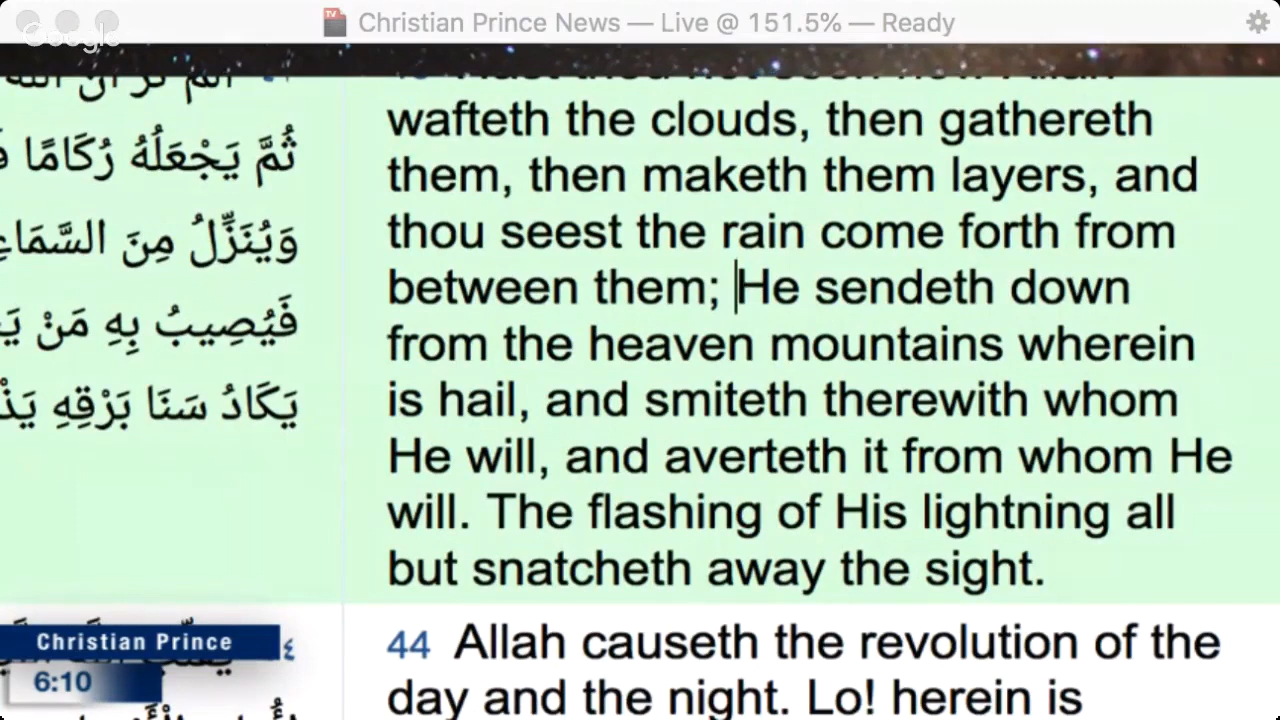 Christian Prince News — Live @ 151.5% — Ready
Google
ثُمَّ يَجْعَلُهُ رُكَامًا
وَيُنَزِّلُ مِنَ السَّمَاءِ
فَيُصِيبُ بِهِ مَنْ
يَكَادُ سَنَا بَرْقِهِ
wafteth the clouds, then gathereth
them, then maketh them layers, and
thou seest the rain come forth from
between them; He sendeth down
from the heaven mountains wherein
is hail, and smiteth therewith whom
He will, and averteth it from whom He
will. The flashing of His lightning all
but snatcheth away the sight.
44 Allah causeth the revolution of the
day and the night. Lo! herein is
Christian Prince
6:10